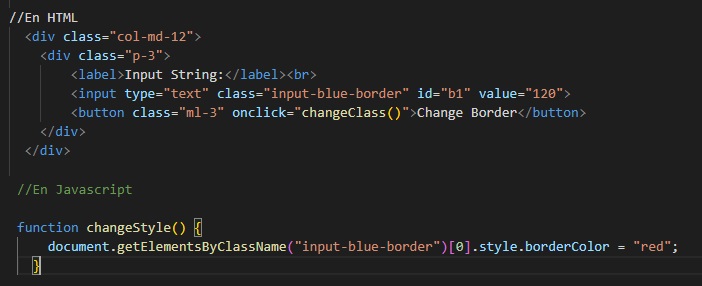 //En HTML
<div class="col-md-12">
<div class="p-3">
<label>Input String:</label><br>
<input type="text" class="input-blue-border" id="b1" value="120">
<button class="ml-3" onclick="changeClass()">Change Border</button>
</div>
</div>
//En Javascript
function changeStyle() {
document.getElementsByClassName("input-blue-border")[0].style.borderColor = "red";
}